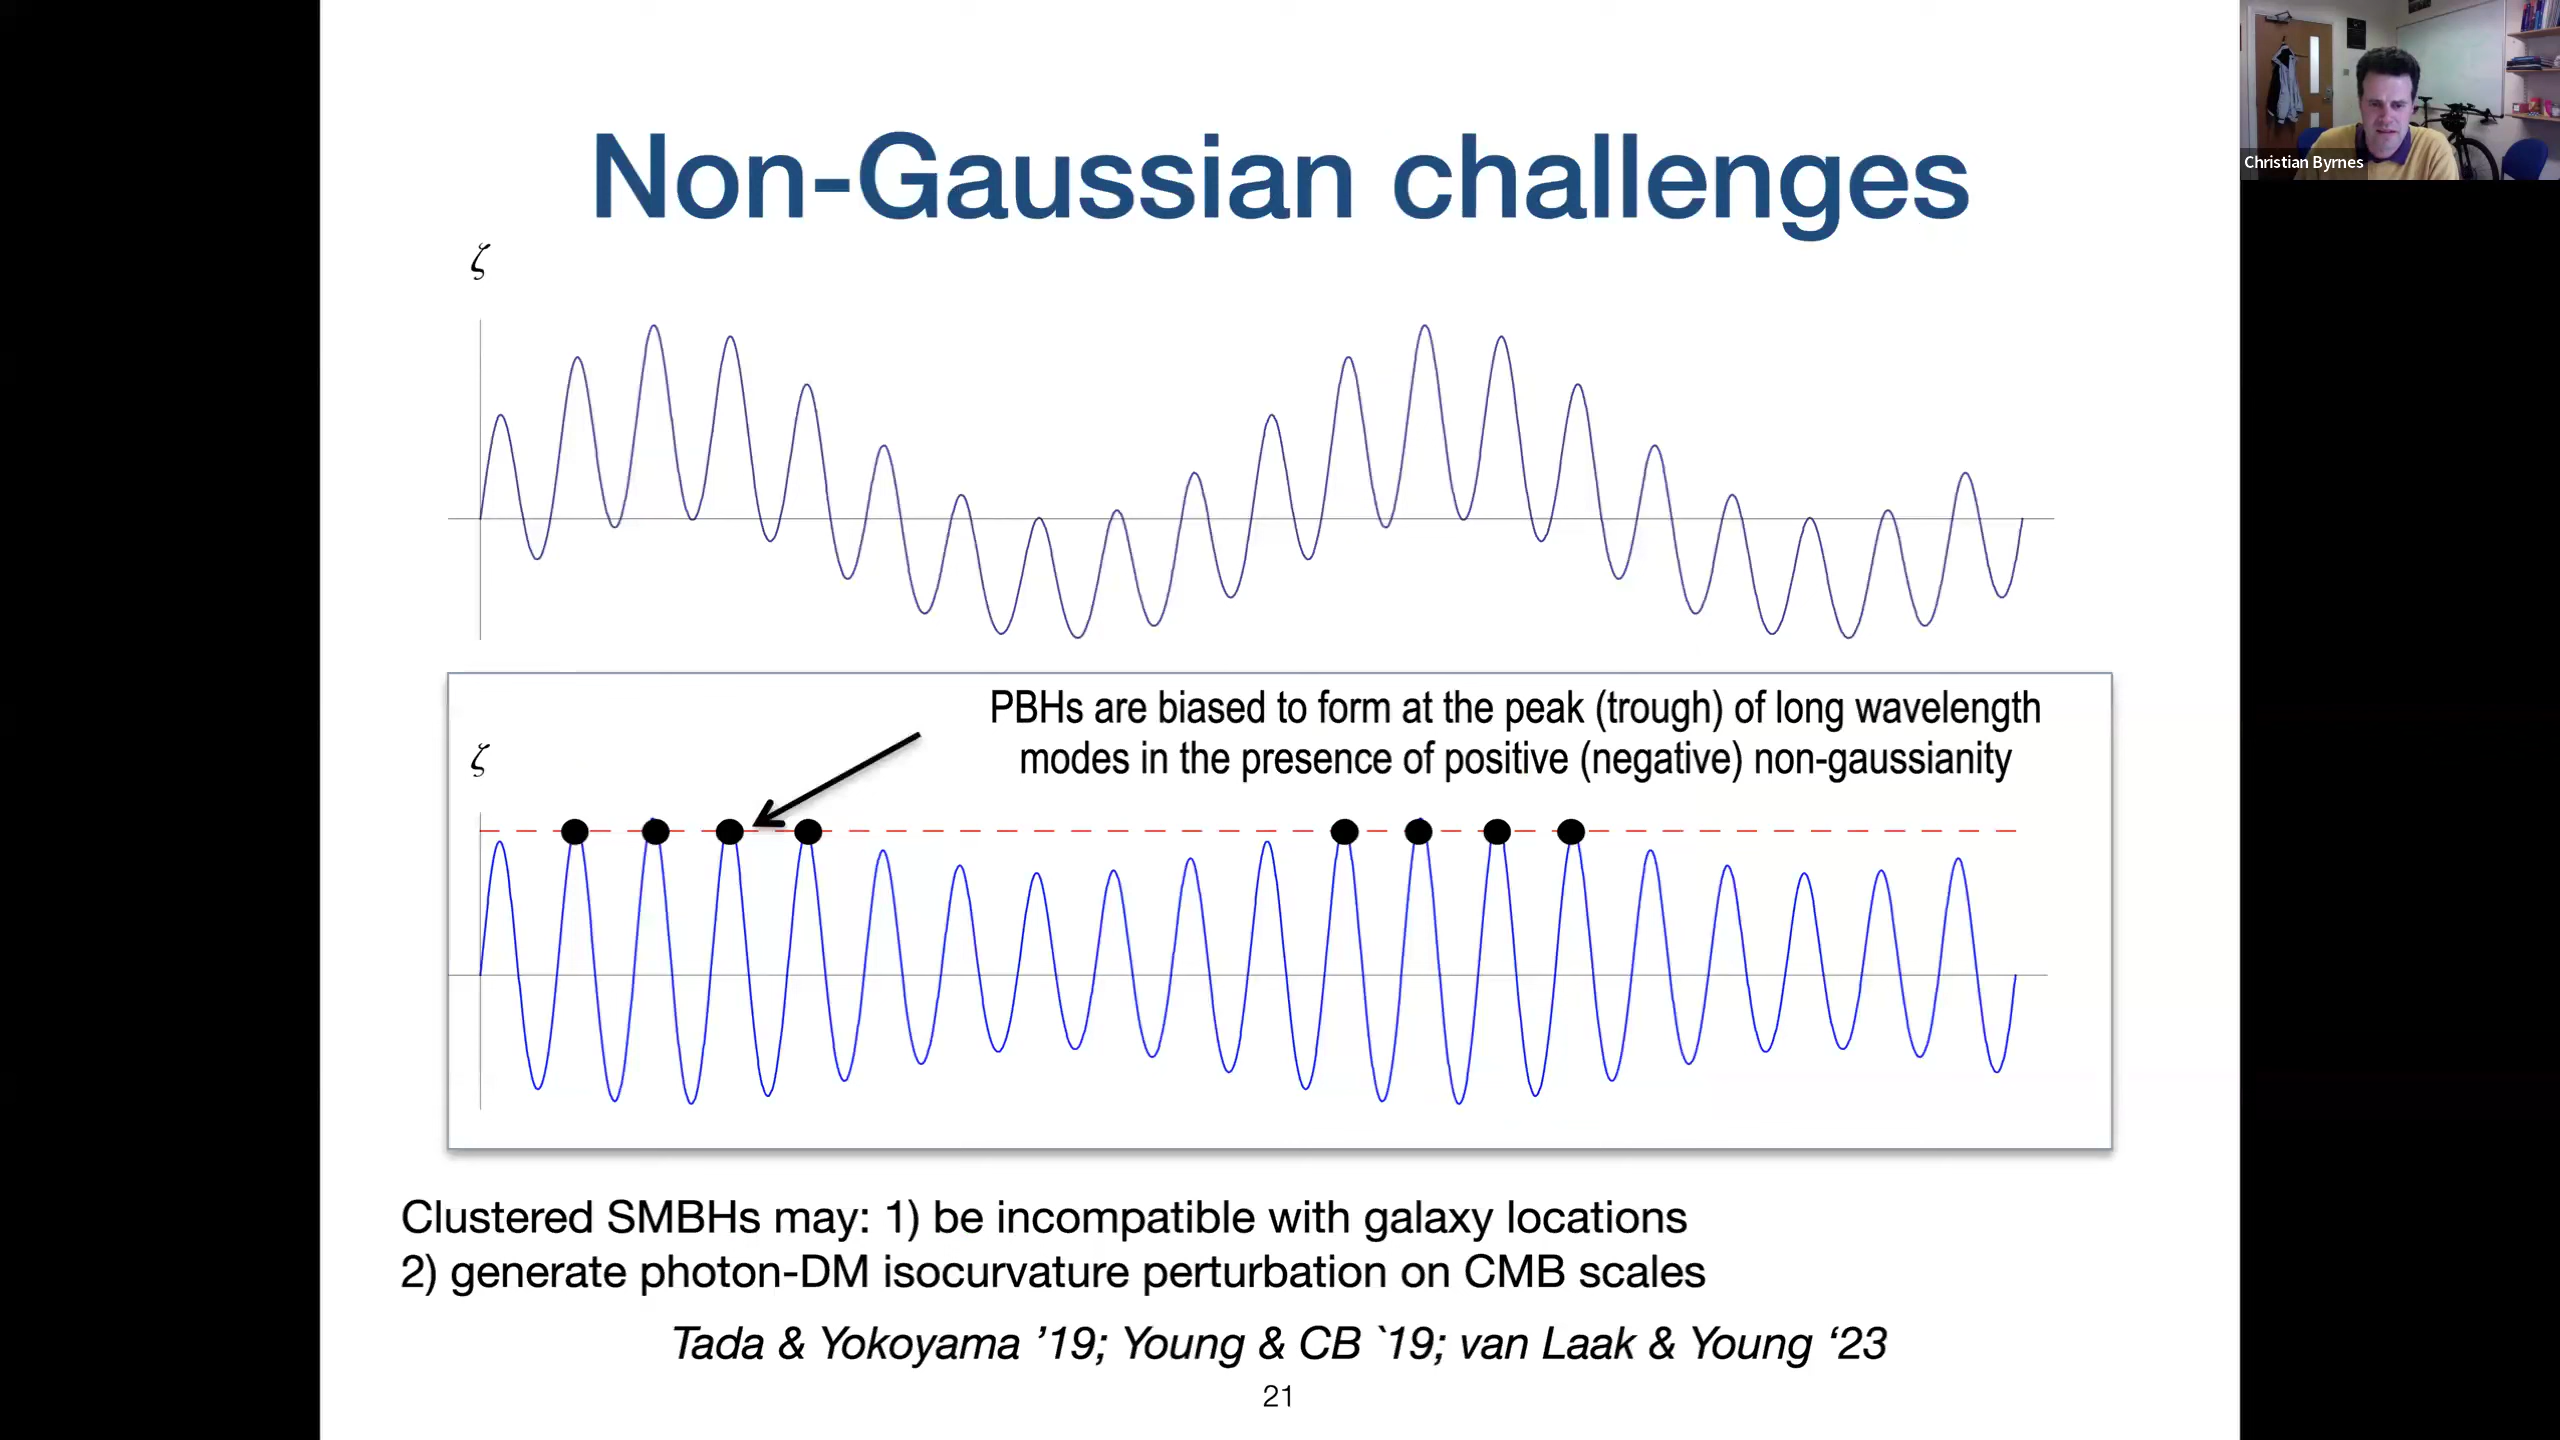 Christian Byrnes
Non-Gaussian challenges
ζ
PBHs are biased to form at the peak (trough) of long wavelength
modes in the presence of positive (negative) non-gaussianity
ζ
Clustered SMBHs may: 1) be incompatible with galaxy locations
2) generate photon-DM isocurvature perturbation on CMB scales
Tada & Yokoyama ’19; Young & CB `19; van Laak & Young ‘23
21